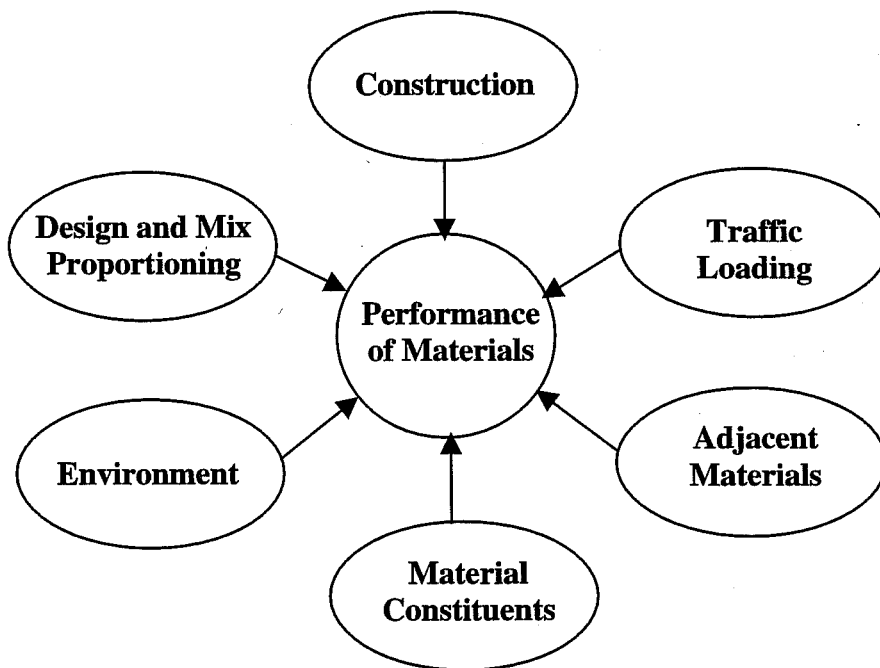 Construction
Design and Mix
Proportioning
Traffic
Loading
Performance
of Materials
Environment
Adjacent
Materials
Material
Constituents